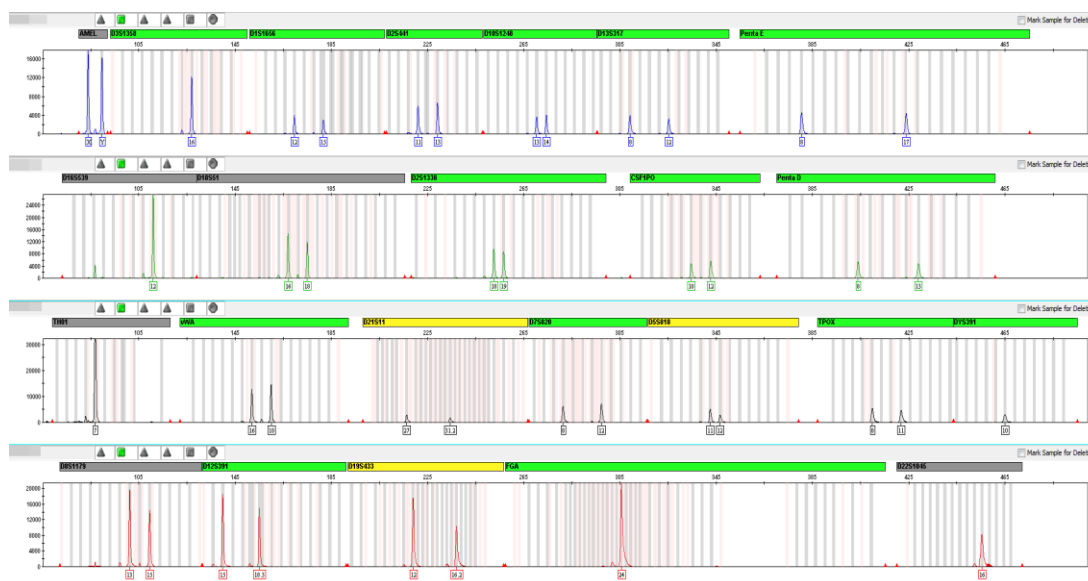 Mark Sample for Delet
AMEL D3S1358 D1S1656 D2S441 D10S1248 D13S317 Penta E
105 145 185 225 265 305 345 385 425 465
16000
12000
8000
4000
0
X Y 16 12 15 11 15 13 14 8 12 8 17
Mark Sample for Delet
D16S539 D18S51 D2S1338 CSF1PO Penta D
105 145 185 225 265 305 345 385 425 465
24000
20000
16000
12000
8000
4000
0
12 16 18 18 19 10 12 8 13
Mark Sample for Delet
TH01 vWA D21S11 D7S820 D5S818 TPOX DYS391
105 145 185 225 265 305 345 385 425 465
30000
20000
10000
0
7 16 18 27 31.2 8 12 11 12 8 11 10
Mark Sample for Delet
D8S1179 D12S391 D19S433 FGA D22S1045
105 145 185 225 265 305 345 385 425 465
20000
16000
12000
8000
4000
0
13 15 15 18.3 12 16.2 24 16